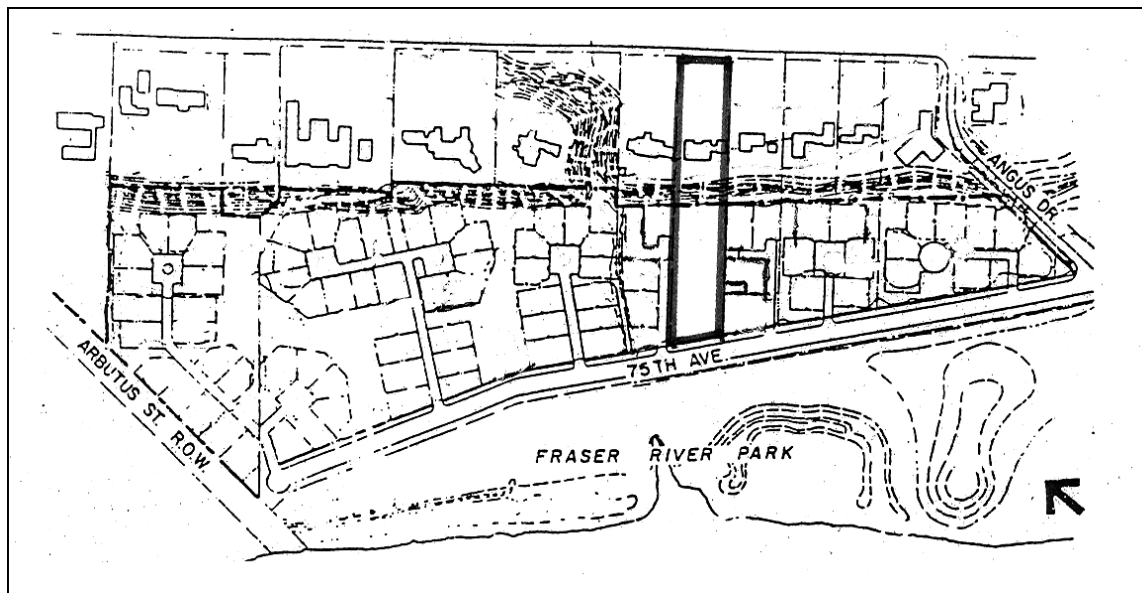 ANGUS DR.
75TH AVE.
ARBUTUS ST. R.O.W.
FRASER RIVER PARK